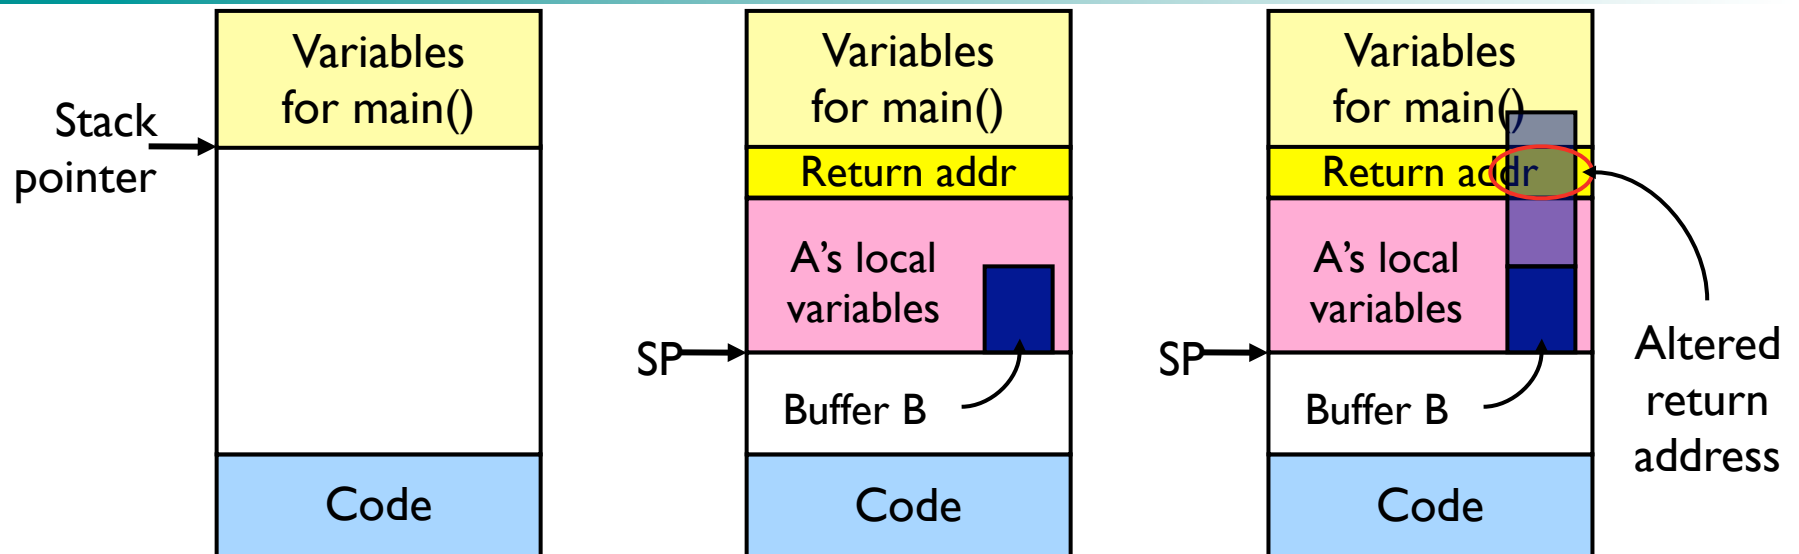 Variables
for main()
Stack
pointer
Code
Variables
for main()
Return addr
A’s local
variables
SP
Buffer B
Code
Variables
for main()
Return addr
A’s local
variables
SP
Buffer B
Code
Altered
return
address